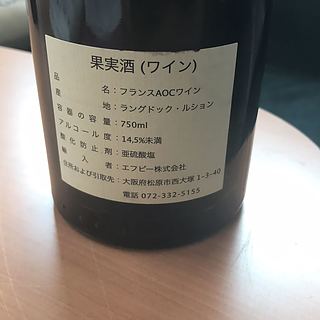 果実酒 (ワイン)
品名：フランスAOCワイン
産地：ラングドック・ルション
容器の容量：750ml
アルコール度：14,5%未満
酸化防止剤：亜硫酸塩
輸入者：エフピー株式会社
住所および引取先：大阪府松原市西大塚 1-3-40
電話 072-332-5155